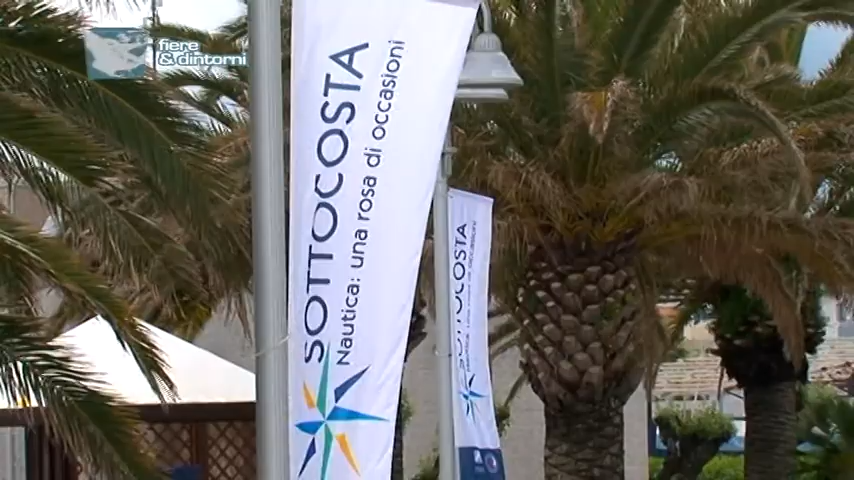 fiere
& dintorni
SOTTOCOSTA
Nautica: una rosa di occasioni
SOTTOCOSTA